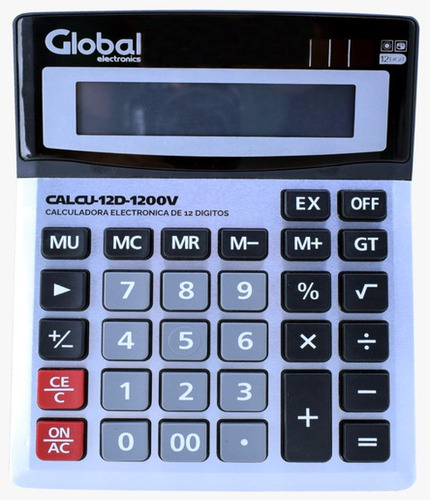 Global
electronics
12 DIGIT
CALCU-12D-1200V
CALCULADORA ELECTRONICA DE 12 DIGITOS
EX OFF
MU MC MR M− M+ GT
► 7 8 9 % √
+/− 4 5 6 × ÷
CE/C 1 2 3 + −
ON/AC 0 00 · =